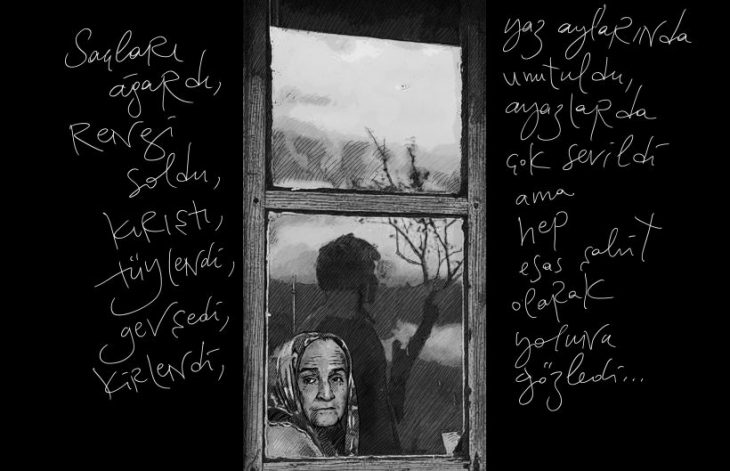 Saçları
ağardı,
Rengi
soldu,
kırıştı,
tüylendi,
gevşedi,
kirlendi,
yaz aylarında
unutuldu,
ayazlarda
çok sevildi
ama
hep
esas şahit
olarak
yolunu
gözledi...